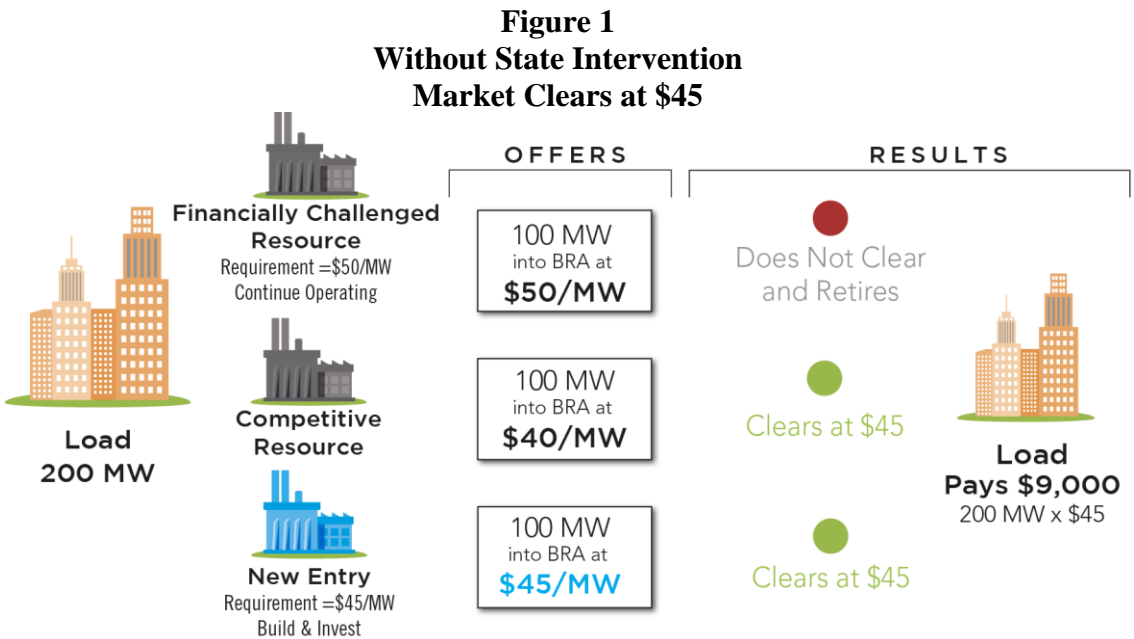 Figure 1
Without State Intervention
Market Clears at $45
OFFERS
RESULTS
Load
200 MW
Financially Challenged
Resource
Requirement =$50/MW
Continue Operating
100 MW
into BRA at
$50/MW
Does Not Clear
and Retires
Competitive
Resource
100 MW
into BRA at
$40/MW
Clears at $45
New Entry
Requirement =$45/MW
Build & Invest
100 MW
into BRA at
$45/MW
Clears at $45
Load
Pays $9,000
200 MW x $45